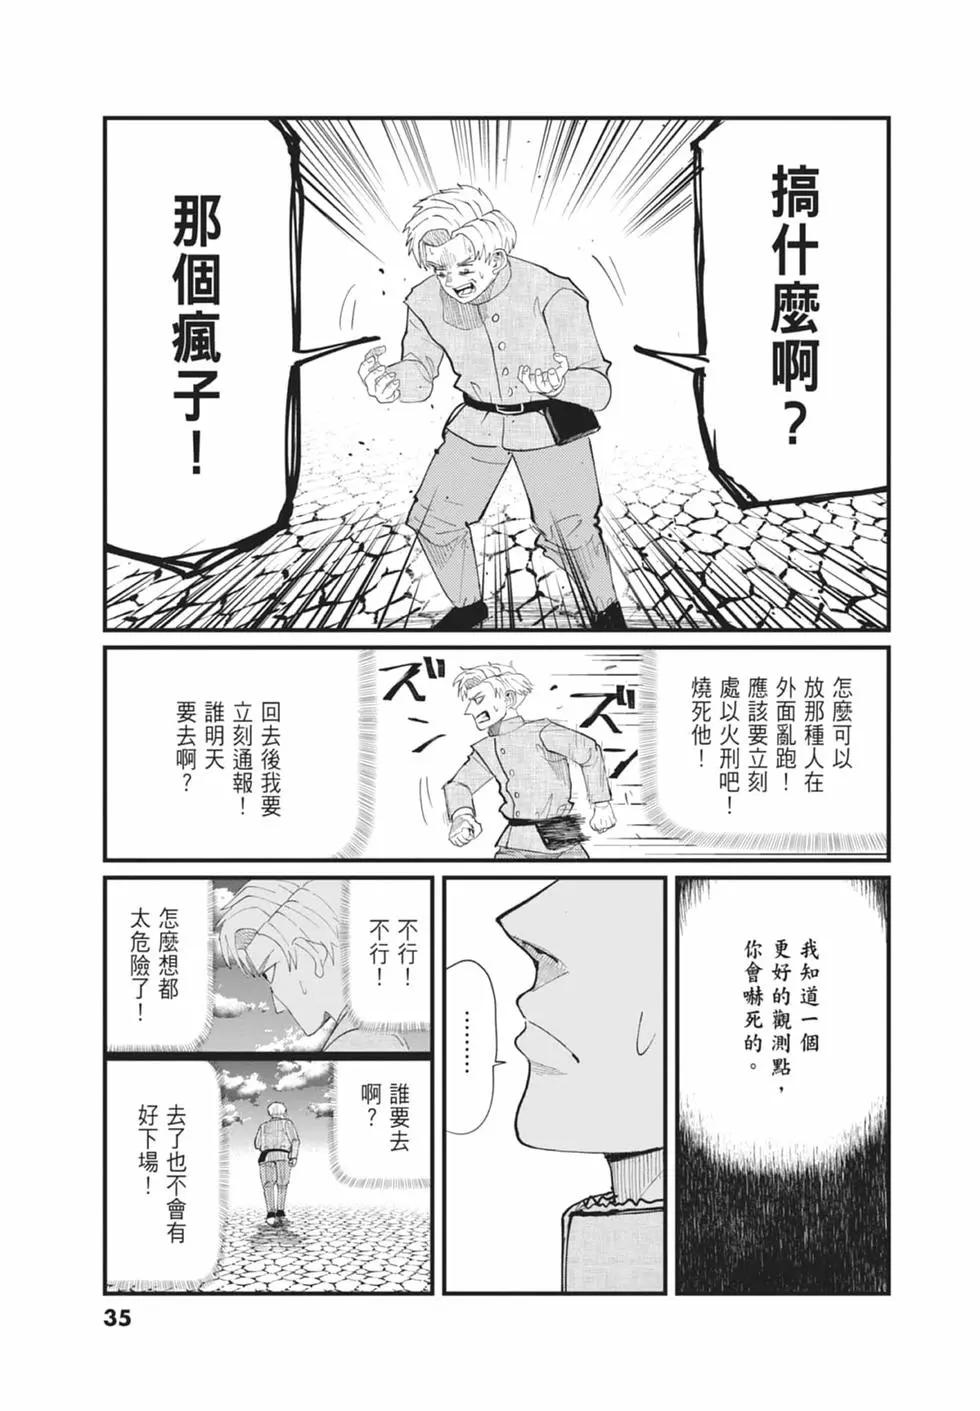 搞什麼啊？
那個瘋子！
怎麼可以
放那種人在
外面亂跑！
應該要立刻
處以火刑吧！
燒死他！
ズ
ズ
回去後我要
立刻通報！
誰明天
要去啊？
我知道一個
更好的觀測點，
你會嚇死的。
………
不行！
不行！
怎麼想都
太危險了！
誰要去
啊？
去了也不會有
好下場！
35